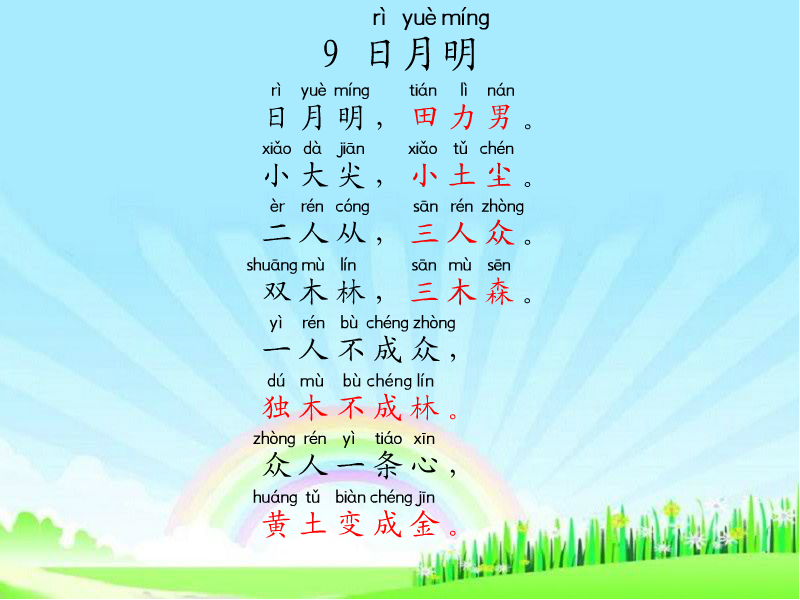 rì yuè míng
9 日月明
rì yuè míng tián lì nán
日月明，田力男。
xiǎo dà jiān xiǎo tǔ chén
小大尖，小土尘。
èr rén cóng sān rén zhòng
二人从，三人众。
shuāng mù lín sān mù sēn
双木林，三木森。
yì rén bù chéng zhòng
一人不成众，
dú mù bù chéng lín
独木不成林。
zhòng rén yì tiáo xīn
众人一条心，
huáng tǔ biàn chéng jīn
黄土变成金。